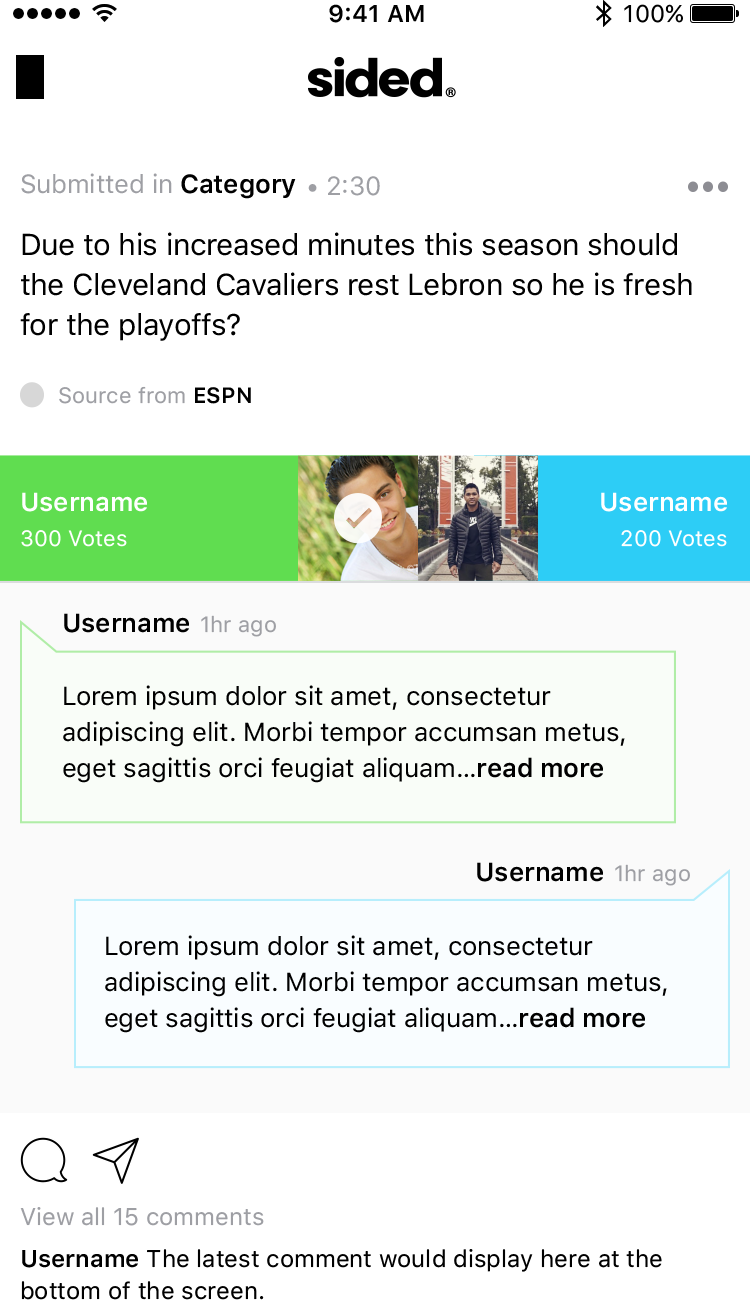 9:41 AM
100%
sided.®
Submitted in Category • 2:30
Due to his increased minutes this season should
the Cleveland Cavaliers rest Lebron so he is fresh
for the playoffs?
Source from ESPN
Username
300 Votes
Username
200 Votes
Username 1hr ago
Lorem ipsum dolor sit amet, consectetur
adipiscing elit. Morbi tempor accumsan metus,
eget sagittis orci feugiat aliquam...read more
Username 1hr ago
Lorem ipsum dolor sit amet, consectetur
adipiscing elit. Morbi tempor accumsan metus,
eget sagittis orci feugiat aliquam...read more
View all 15 comments
Username The latest comment would display here at the
bottom of the screen.